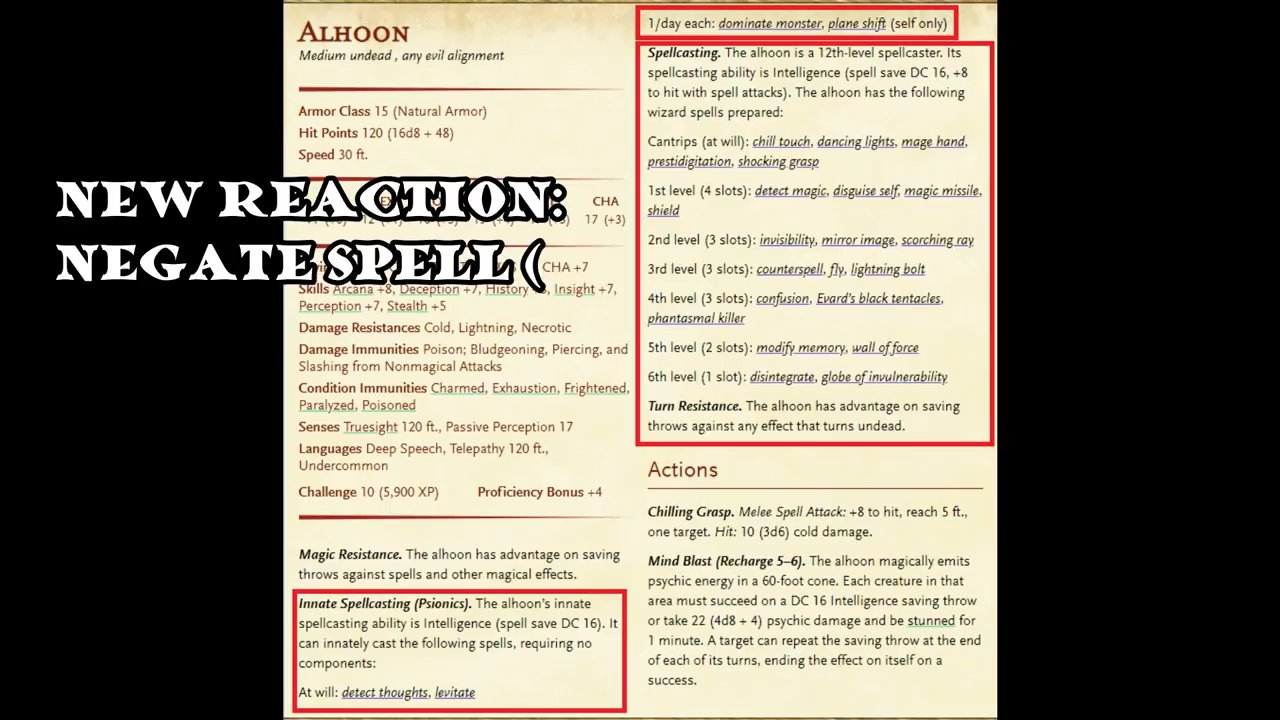 ALHOON
Medium undead , any evil alignment
Armor Class 15 (Natural Armor)
Hit Points 120 (16d8 + 48)
Speed 30 ft.
NEW REACTION:
NEGATE SPELL (
CHA
17 (+3)
CHA +7
Skills Arcana +8, Deception +7, History Insight +7,
Perception +7, Stealth +5
Damage Resistances Cold, Lightning, Necrotic
Damage Immunities Poison; Bludgeoning, Piercing, and
Slashing from Nonmagical Attacks
Condition Immunities Charmed, Exhaustion, Frightened,
Paralyzed, Poisoned
Senses Truesight 120 ft., Passive Perception 17
Languages Deep Speech, Telepathy 120 ft.,
Undercommon
Challenge 10 (5,900 XP) Proficiency Bonus +4
Magic Resistance. The alhoon has advantage on saving
throws against spells and other magical effects.
Innate Spellcasting (Psionics). The alhoon's innate
spellcasting ability is Intelligence (spell save DC 16). It
can innately cast the following spells, requiring no
components:
At will: detect thoughts, levitate
1/day each: dominate monster, plane shift (self only)
Spellcasting. The alhoon is a 12th-level spellcaster. Its
spellcasting ability is Intelligence (spell save DC 16, +8
to hit with spell attacks). The alhoon has the following
wizard spells prepared:
Cantrips (at will): chill touch, dancing lights, mage hand,
prestidigitation, shocking grasp
1st level (4 slots): detect magic, disguise self, magic missile,
shield
2nd level (3 slots): invisibility, mirror image, scorching ray
3rd level (3 slots): counterspell, fly, lightning bolt
4th level (3 slots): confusion, Evard's black tentacles,
phantasmal killer
5th level (2 slots): modify memory, wall of force
6th level (1 slot): disintegrate, globe of invulnerability
Turn Resistance. The alhoon has advantage on saving
throws against any effect that turns undead.
Actions
Chilling Grasp. Melee Spell Attack: +8 to hit, reach 5 ft.,
one target. Hit: 10 (3d6) cold damage.
Mind Blast (Recharge 5–6). The alhoon magically emits
psychic energy in a 60-foot cone. Each creature in that
area must succeed on a DC 16 Intelligence saving throw
or take 22 (4d8 + 4) psychic damage and be stunned for
1 minute. A target can repeat the saving throw at the end
of each of its turns, ending the effect on itself on a
success.